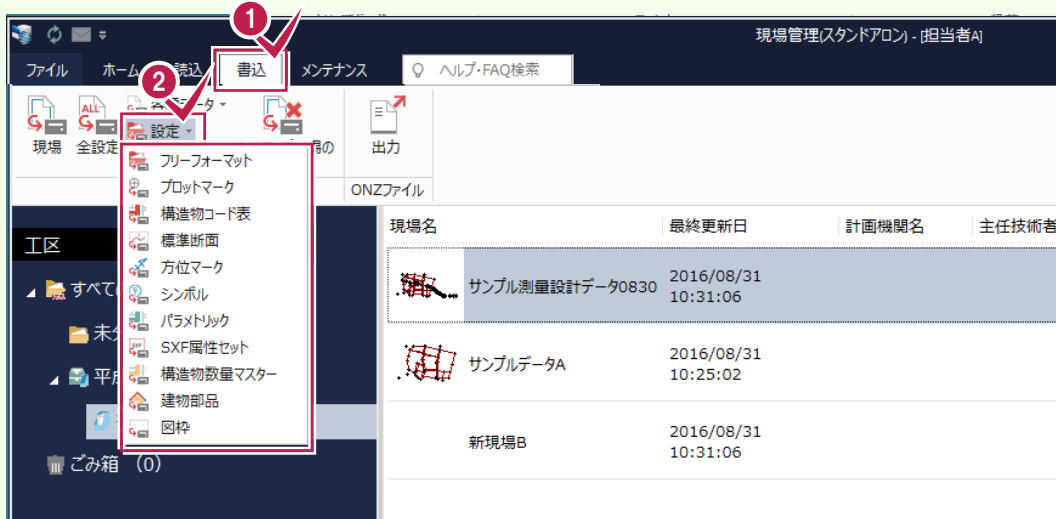 1
現場管理(スタンドアロン) - [担当者A]
ファイル ホーム 読込 書込 メンテナンス ヘルプ・FAQ検索
2
設定
現場 全設定 出力
ONZファイル
フリーフォーマット
プロットマーク
構造物コード表
標準断面
方位マーク
シンボル
パラメトリック
SXF属性セット
構造物数量マスター
建物部品
図枠
工区
すべて
ごみ箱 (0)
現場名 最終更新日 計画機関名 主任技術者
サンプル測量設計データ0830 2016/08/31
10:31:06
サンプルデータA 2016/08/31
10:25:02
新現場B 2016/08/31
10:31:06